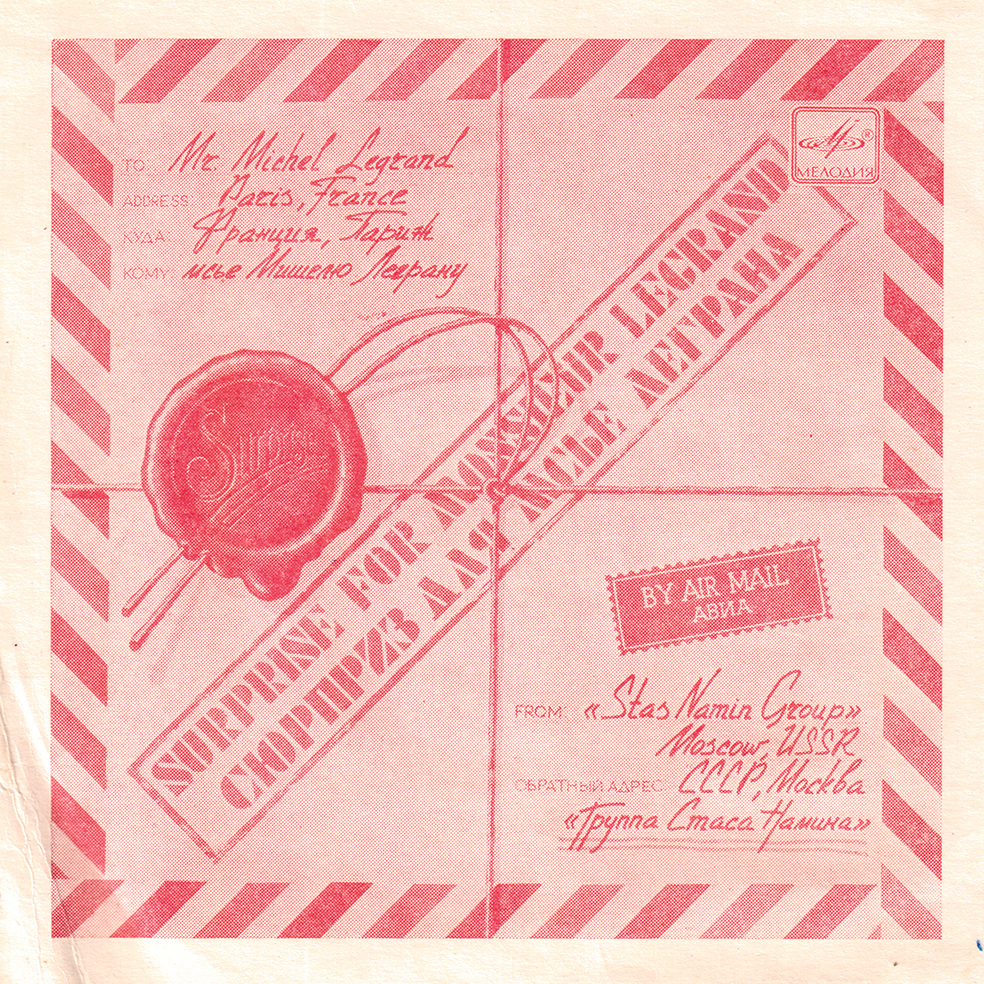 TO: Mr. Michel Legrand
ADDRESS: Paris, France
КУДА: Франция, Париж
КОМУ: мсье Мишелю Леграну
МЕЛОДИЯ ®
Surprise
SURPRISE FOR MONSIEUR LEGRAND
СЮРПРИЗ ДЛЯ МСЬЕ ЛЕГРАНА
BY AIR MAIL
АВИА
FROM: «Stas Namin Group»
Moscow, USSR
ОБРАТНЫЙ АДРЕС: СССР, Москва
«Группа Стаса Намина»